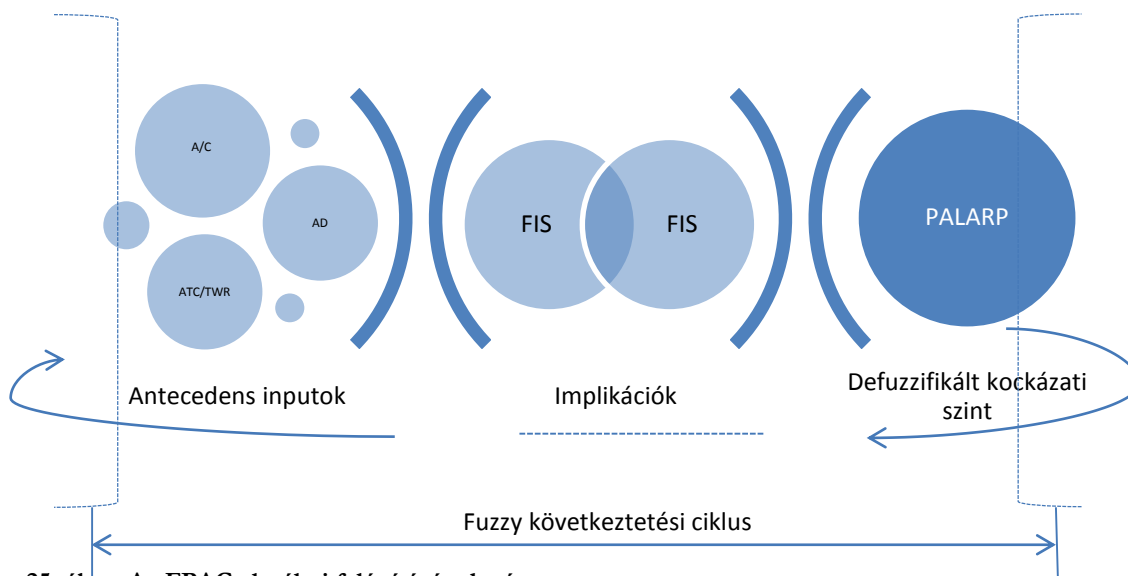 A/C
AD
ATC/TWR
FIS
FIS
PALARP
Antecedens inputok
Implikációk
Defuzzifikált kockázati
szint
Fuzzy következtetési ciklus